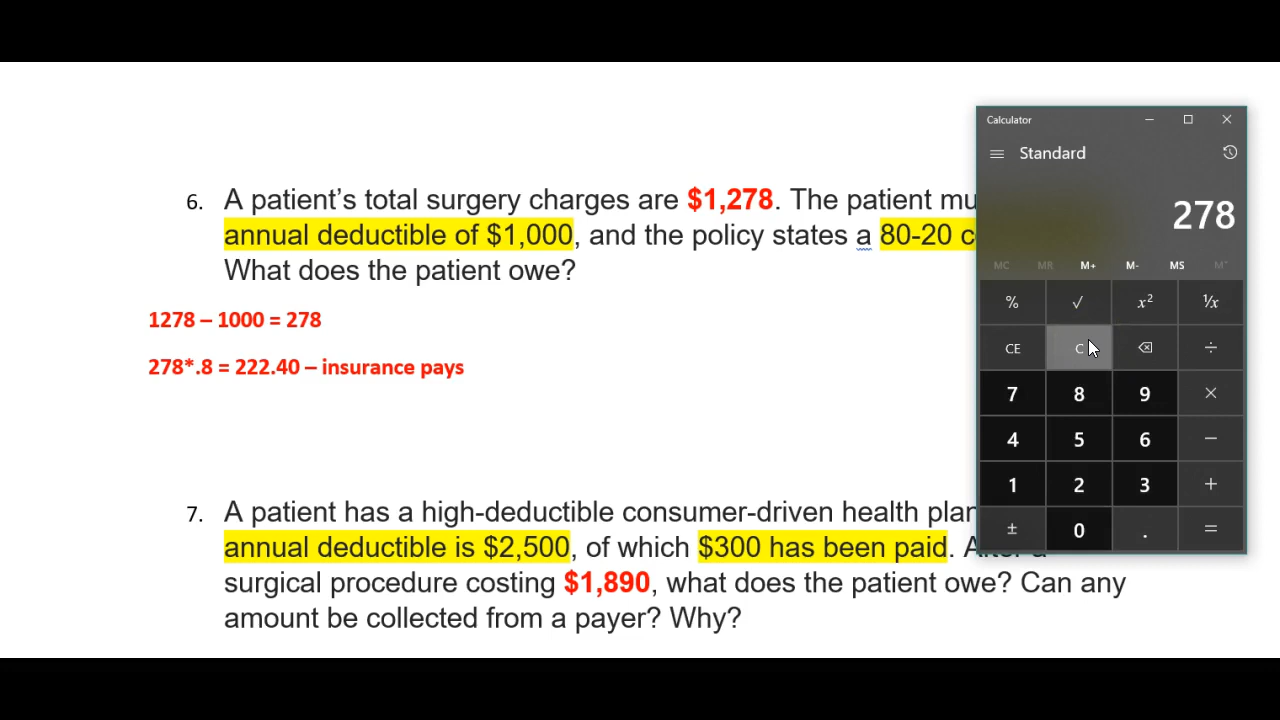 6. A patient's total surgery charges are $1,278. The patient mu
annual deductible of $1,000, and the policy states a 80-20 c
What does the patient owe?
1278 – 1000 = 278
278*.8 = 222.40 – insurance pays
7. A patient has a high-deductible consumer-driven health plan
annual deductible is $2,500, of which $300 has been paid.
surgical procedure costing $1,890, what does the patient owe? Can any
amount be collected from a payer? Why?
Calculator
Standard
278
MC MR M+ M- MS M˅
% √ x² ¹/x
CE C ÷
7 8 9 ×
4 5 6 −
1 2 3 +
± 0 . =